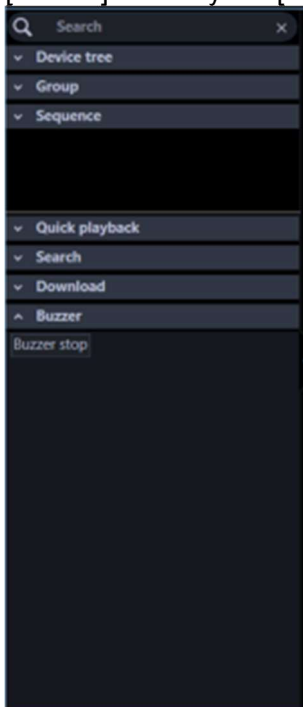 Search
Device tree
Group
Sequence
Quick playback
Search
Download
Buzzer
Buzzer stop